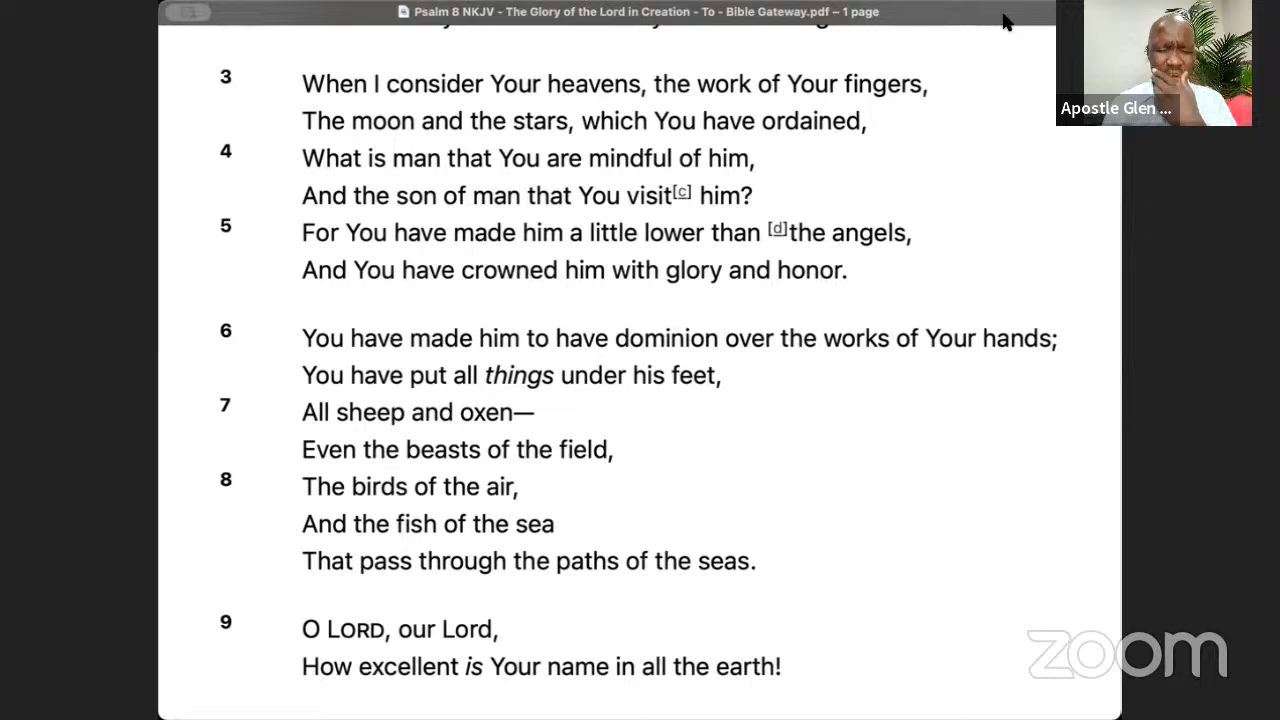 Psalm 8 NKJV - The Glory of the Lord in Creation - To - Bible Gateway.pdf – 1 page
Apostle Glen ...
3 When I consider Your heavens, the work of Your fingers,
The moon and the stars, which You have ordained,
4 What is man that You are mindful of him,
And the son of man that You visit[c] him?
5 For You have made him a little lower than [d]the angels,
And You have crowned him with glory and honor.
6 You have made him to have dominion over the works of Your hands;
You have put all things under his feet,
7 All sheep and oxen—
Even the beasts of the field,
8 The birds of the air,
And the fish of the sea
That pass through the paths of the seas.
9 O LORD, our Lord,
How excellent is Your name in all the earth!
zoom